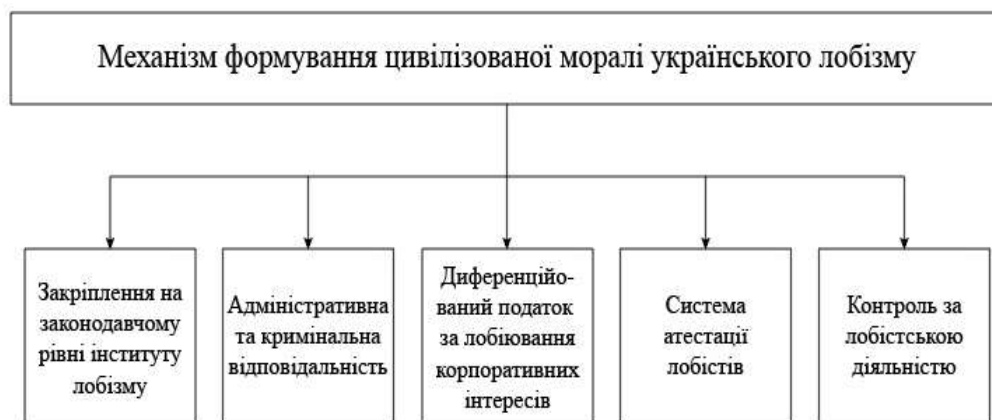 Механізм формування цивілізованої моралі українського лобізму
Закріплення на
законодавчому
рівні інституту
лобізму
Адміністративна
та кримінальна
відповідальність
Диференційо-
ваний податок
за лобіювання
корпоративних
інтересів
Система
атестації
лобістів
Контроль за
лобістською
діяльністю